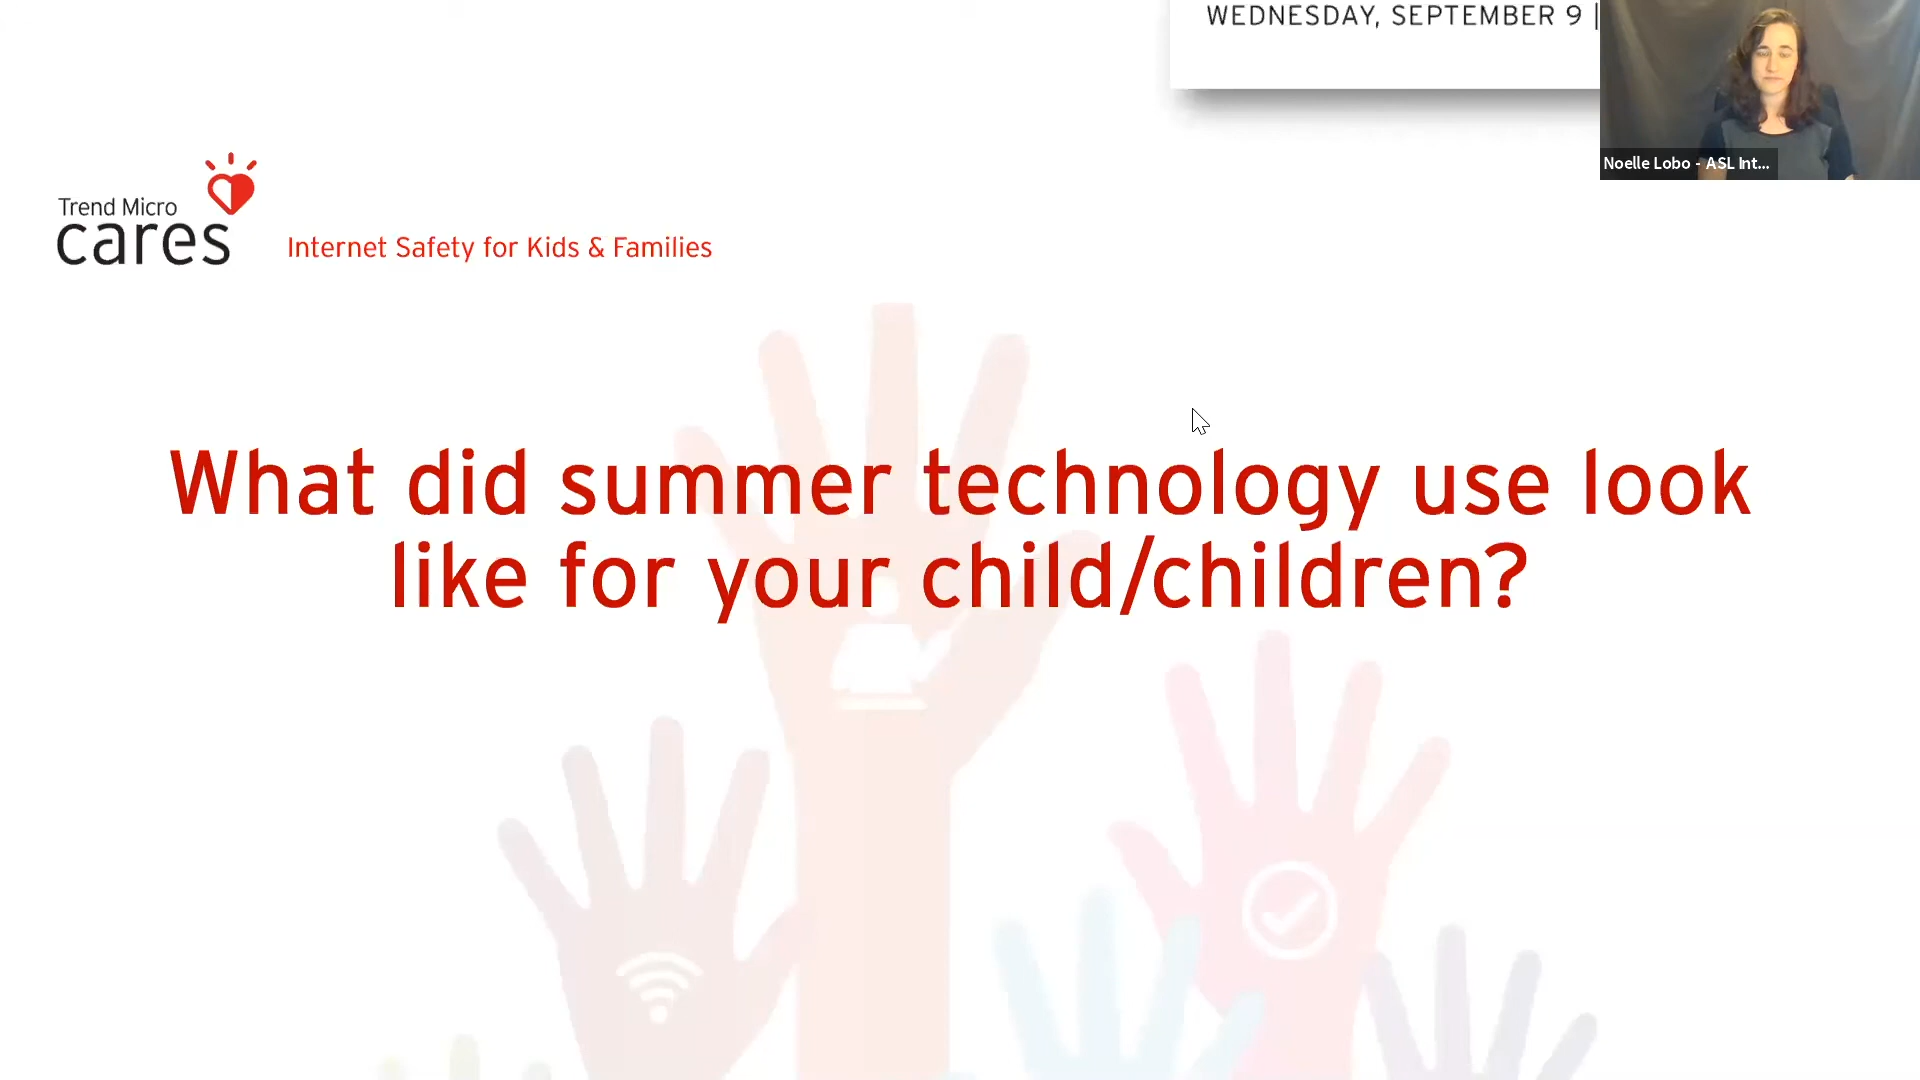 WEDNESDAY, SEPTEMBER 9 |
Noelle Lobo - ASL Int...
Trend Micro
cares
Internet Safety for Kids & Families
What did summer technology use look
like for your child/children?